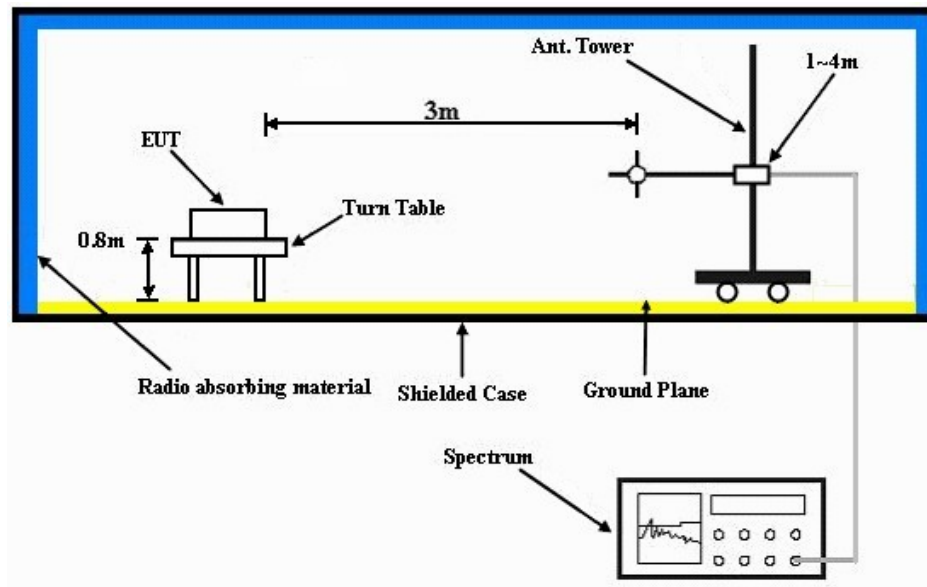 Ant. Tower
1~4m
3m
EUT
Turn Table
0.8m
Radio absorbing material
Shielded Case
Ground Plane
Spectrum